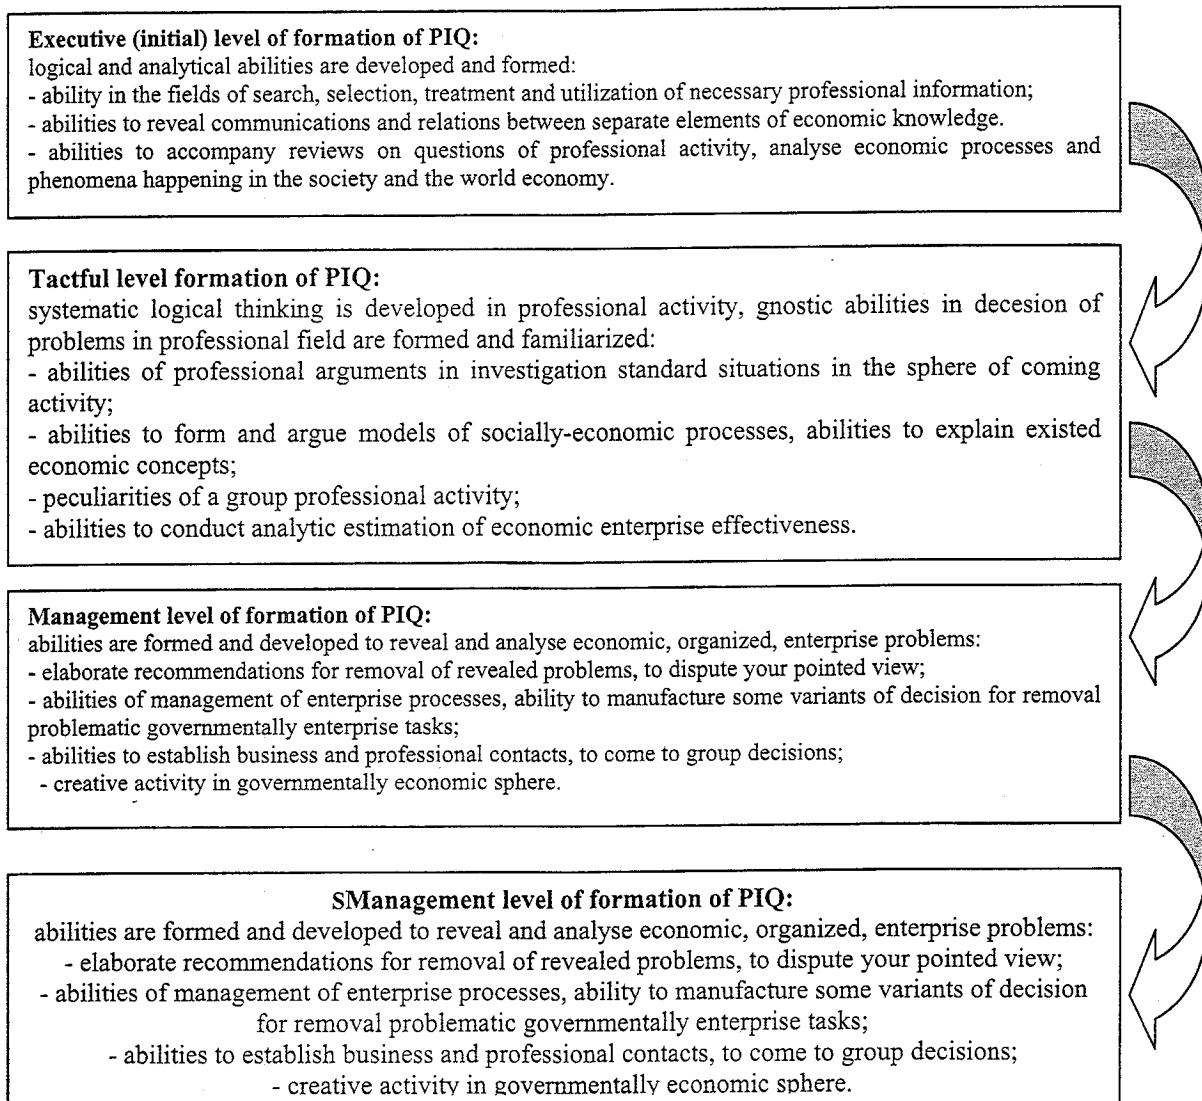 Executive (initial) level of formation of PIQ:
logical and analytical abilities are developed and formed:
- ability in the fields of search, selection, treatment and utilization of necessary professional information;
- abilities to reveal communications and relations between separate elements of economic knowledge.
- abilities to accompany reviews on questions of professional activity, analyse economic processes and
phenomena happening in the society and the world economy.
Tactful level formation of PIQ:
systematic logical thinking is developed in professional activity, gnostic abilities in decesion of
problems in professional field are formed and familiarized:
- abilities of professional arguments in investigation standard situations in the sphere of coming
activity;
- abilities to form and argue models of socially-economic processes, abilities to explain existed
economic concepts;
- peculiarities of a group professional activity;
- abilities to conduct analytic estimation of economic enterprise effectiveness.
Management level of formation of PIQ:
abilities are formed and developed to reveal and analyse economic, organized, enterprise problems:
- elaborate recommendations for removal of revealed problems, to dispute your pointed view;
- abilities of management of enterprise processes, ability to manufacture some variants of decision for removal
problematic governmentally enterprise tasks;
- abilities to establish business and professional contacts, to come to group decisions;
- creative activity in governmentally economic sphere.
SManagement level of formation of PIQ:
abilities are formed and developed to reveal and analyse economic, organized, enterprise problems:
- elaborate recommendations for removal of revealed problems, to dispute your pointed view;
- abilities of management of enterprise processes, ability to manufacture some variants of decision
for removal problematic governmentally enterprise tasks;
- abilities to establish business and professional contacts, to come to group decisions;
- creative activity in governmentally economic sphere.